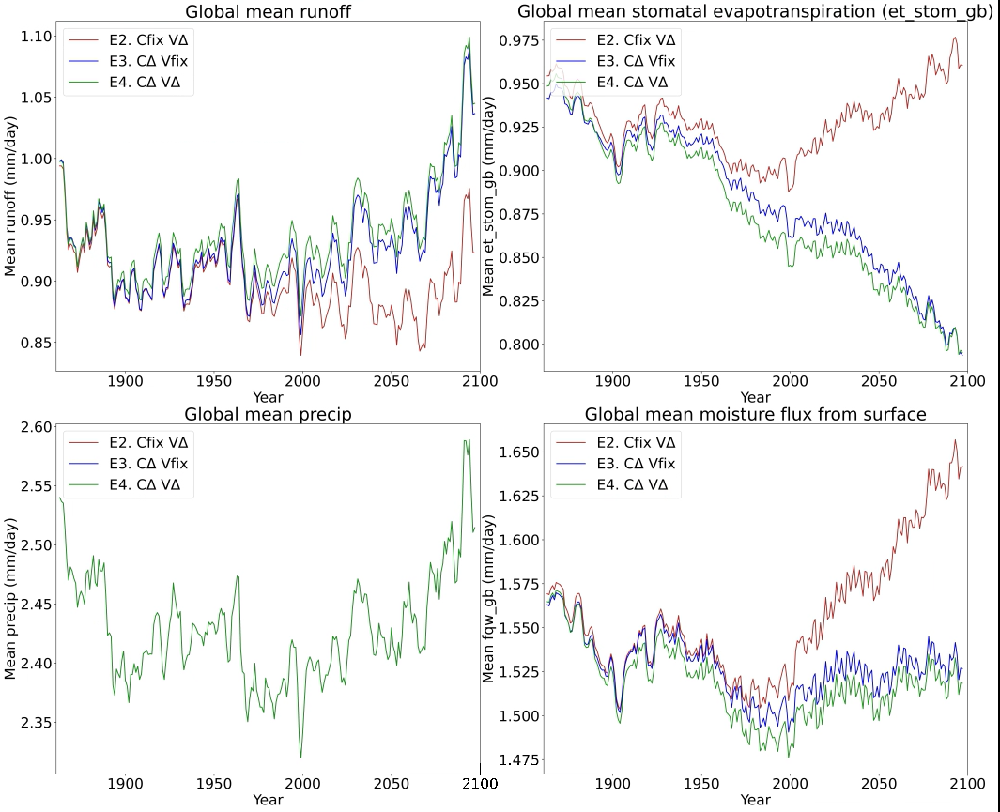 Global mean runoff
Mean runoff (mm/day)
1.10
1.05
1.00
0.95
0.90
0.85
E2. Cfix VΔ
E3. CΔ Vfix
E4. CΔ VΔ
1900
1950
2000
2050
2100
Year
Global mean stomatal evapotranspiration (et_stom_gb)
Mean et_stom_gb (mm/day)
0.975
0.950
0.925
0.900
0.875
0.850
0.825
0.800
E2. Cfix VΔ
E3. CΔ Vfix
E4. CΔ VΔ
1900
1950
2000
2050
2100
Year
Global mean precip
Mean precip (mm/day)
2.60
2.55
2.50
2.45
2.40
2.35
E2. Cfix VΔ
E3. CΔ Vfix
E4. CΔ VΔ
1900
1950
2000
2050
2100
Year
Global mean moisture flux from surface
Mean fqw_gb (mm/day)
1.650
1.625
1.600
1.575
1.550
1.525
1.500
1.475
E2. Cfix VΔ
E3. CΔ Vfix
E4. CΔ VΔ
1900
1950
2000
2050
2100
Year